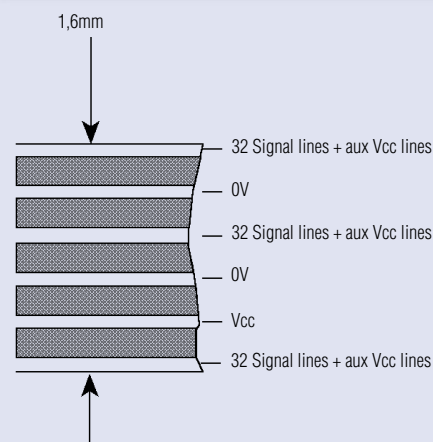 1,6mm
32 Signal lines + aux Vcc lines
0V
32 Signal lines + aux Vcc lines
0V
Vcc
32 Signal lines + aux Vcc lines